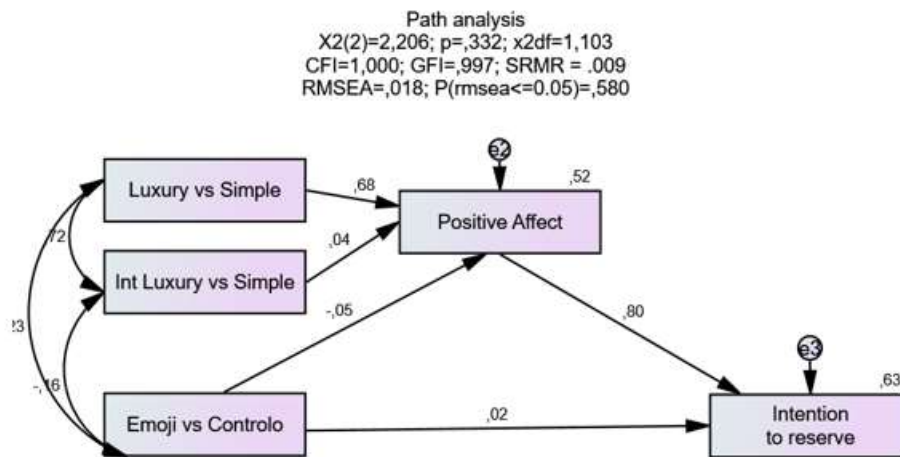 Path analysis
X2(2)=2,206; p=,332; x2df=1,103
CFI=1,000; GFI=,997; SRMR = .009
RMSEA=,018; P(rmsea<=0.05)=,580
e2
,52
Luxury vs Simple
,68
Positive Affect
,72
,04
Int Luxury vs Simple
-,05
,80
23
e3
-,16
,63
Emoji vs Controlo
,02
Intention
to reserve